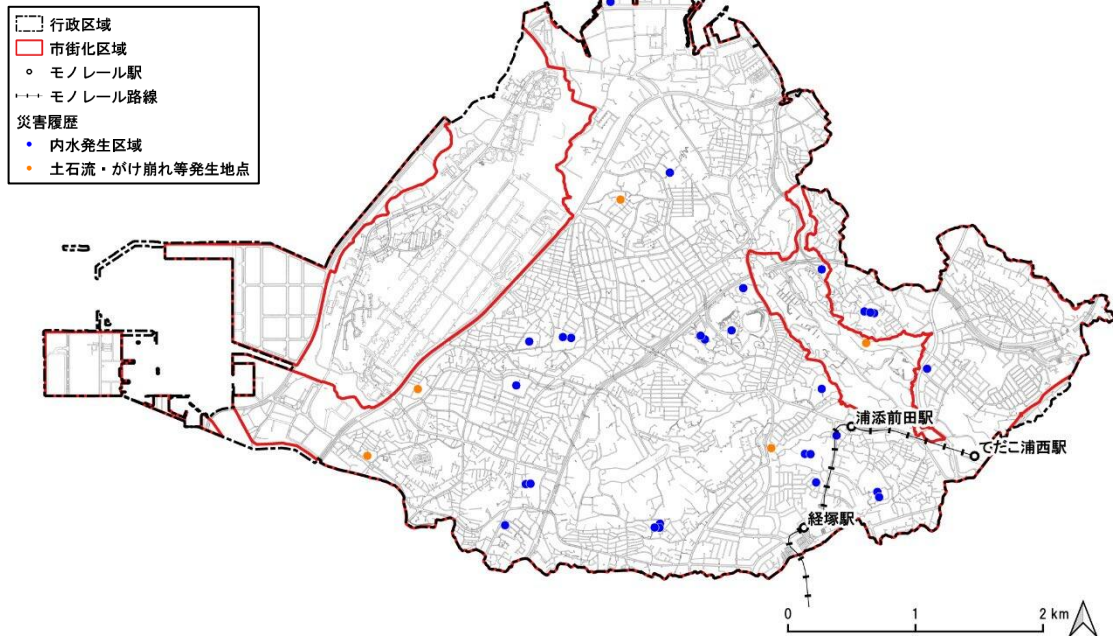 行政区域
市街化区域
モノレール駅
モノレール路線
災害履歴
内水発生区域
土石流・がけ崩れ等発生地点
浦添前田駅
てだこ浦西駅
経塚駅
0 1 2 km